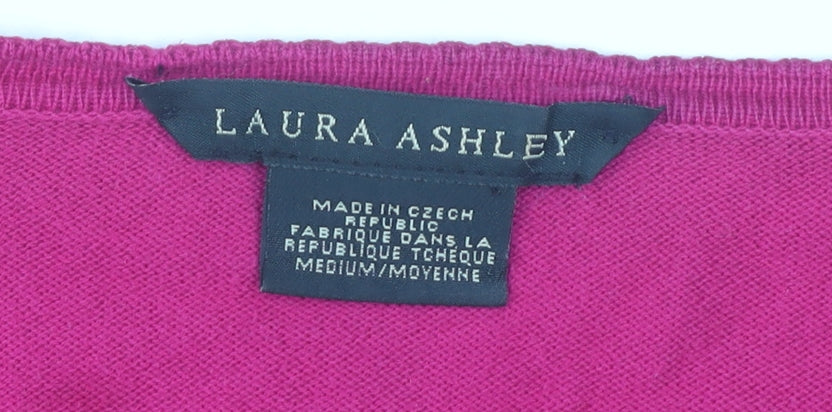 LAURA ASHLEY
MADE IN CZECH
REPUBLIC
FABRIQUE DANS LA
REPUBLIQUE TCHEQUE
MEDIUM/MOYENNE